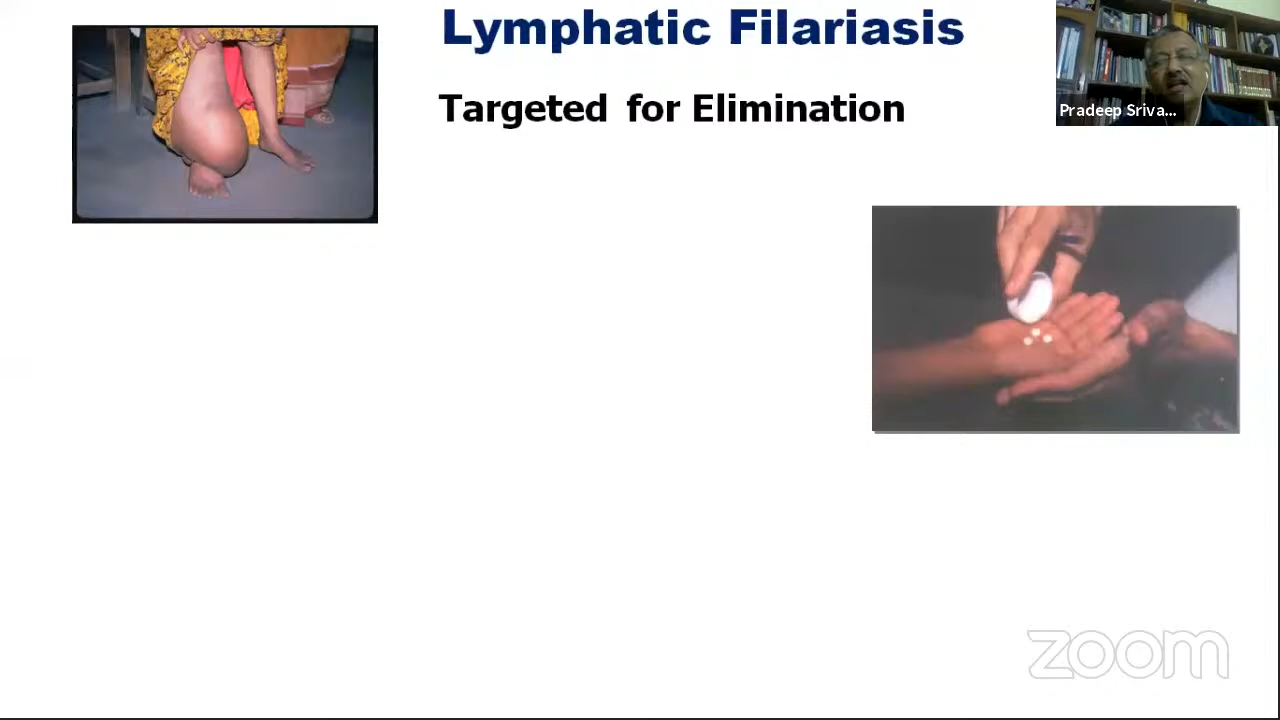 Lymphatic Filariasis
Targeted for Elimination
Pradeep Sriva...
zoom